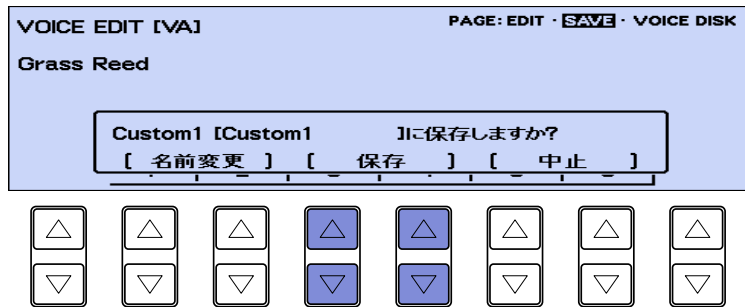 VOICE EDIT [VA]
PAGE: EDIT · SAVE · VOICE DISK
Grass Reed
Custom1 [Custom1 ]に保存しますか?
[ 名前変更 ] [ 保存 ] [ 中止 ]